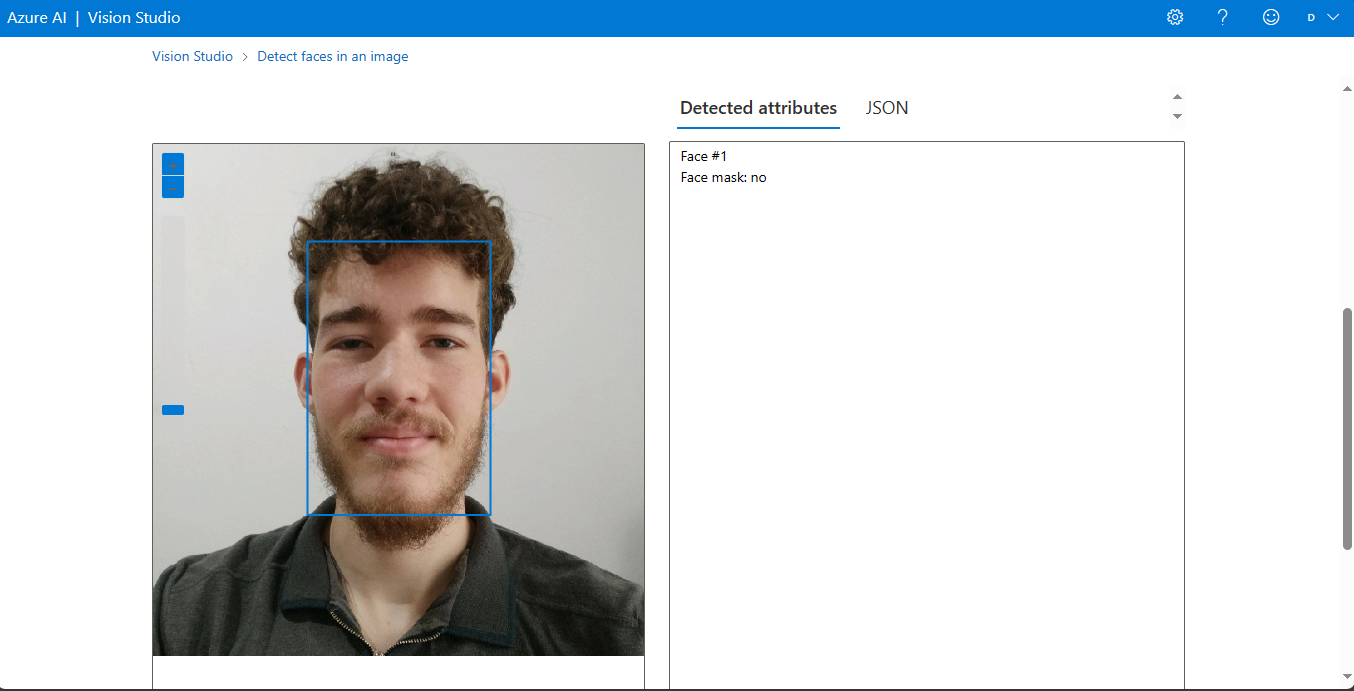 Azure AI | Vision Studio
D
Vision Studio > Detect faces in an image
Detected attributes JSON
Face #1
Face mask: no